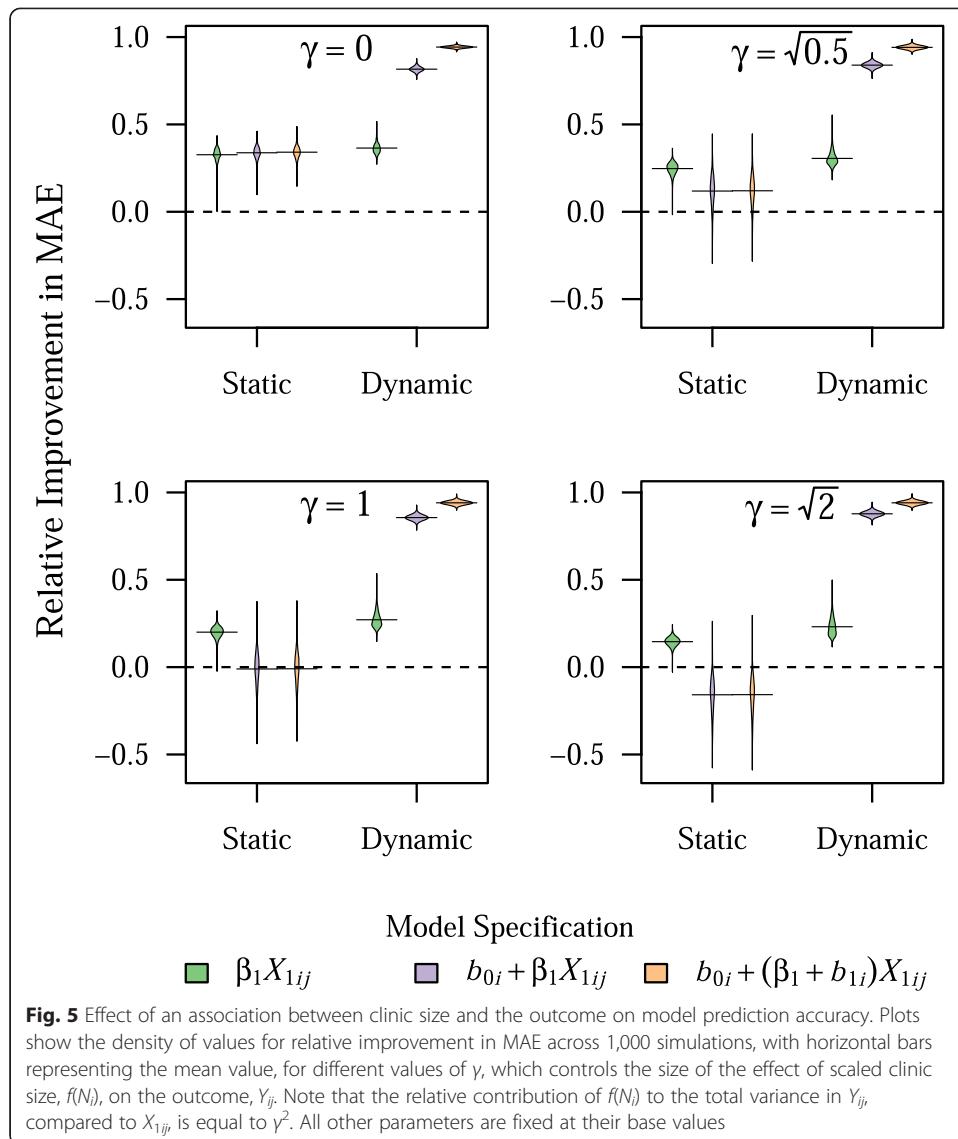 Relative Improvement in MAE
1.0
0.5
0.0
−0.5
γ = 0
Static Dynamic
1.0
0.5
0.0
−0.5
γ = √0.5
Static Dynamic
1.0
0.5
0.0
−0.5
γ = 1
Static Dynamic
1.0
0.5
0.0
−0.5
γ = √2
Static Dynamic
Model Specification
β₁X₁ᵢⱼ b₀ᵢ + β₁X₁ᵢⱼ b₀ᵢ + (β₁ + b₁ᵢ)X₁ᵢⱼ
Fig. 5 Effect of an association between clinic size and the outcome on model prediction accuracy. Plots
show the density of values for relative improvement in MAE across 1,000 simulations, with horizontal bars
representing the mean value, for different values of γ, which controls the size of the effect of scaled clinic
size, f(Nᵢ), on the outcome, Yᵢⱼ. Note that the relative contribution of f(Nᵢ) to the total variance in Yᵢⱼ,
compared to X₁ᵢⱼ, is equal to γ². All other parameters are fixed at their base values